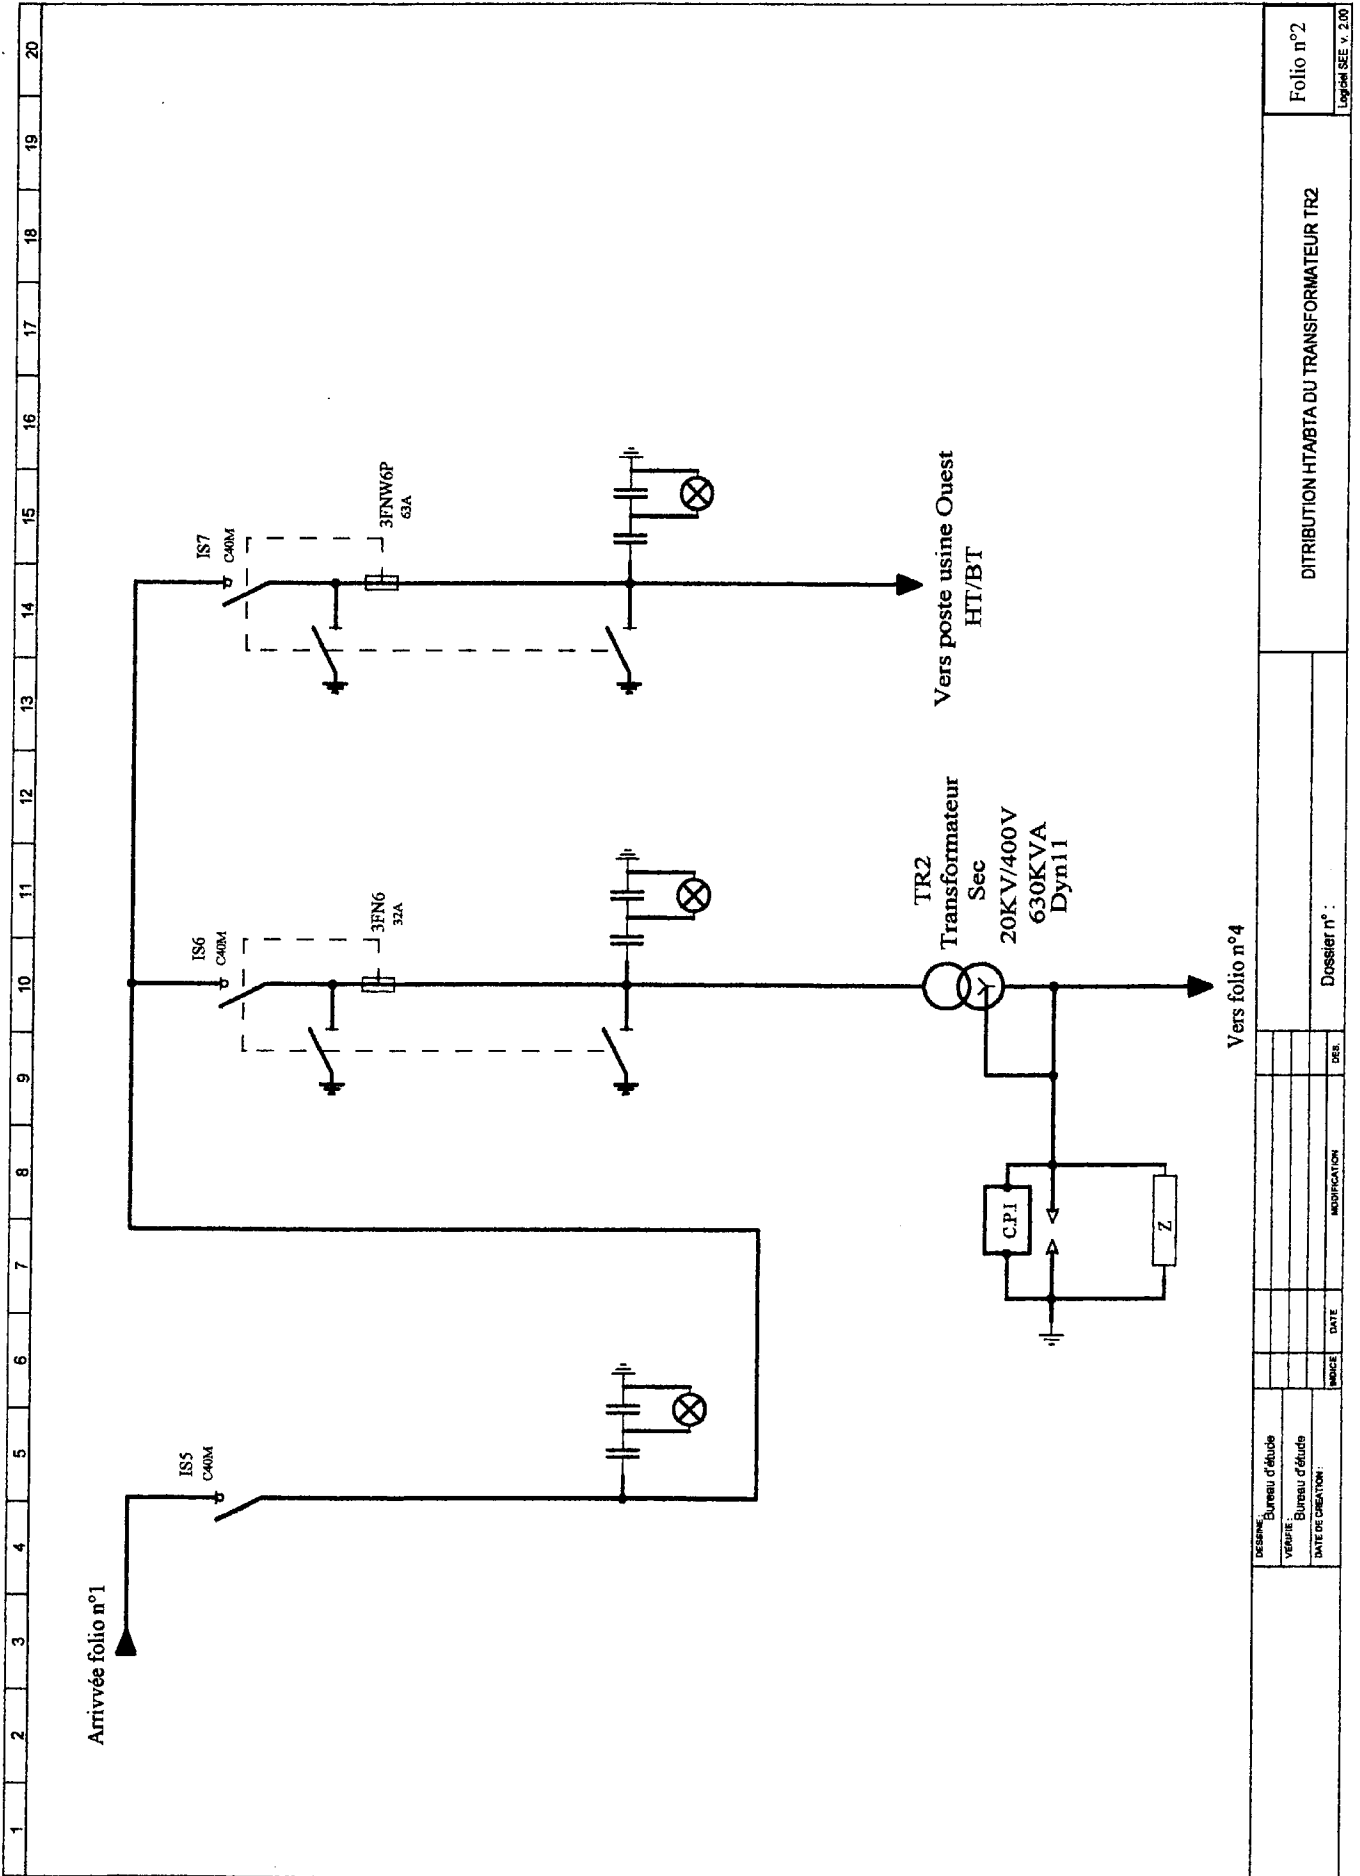 1 2 3 4 5 6 7 8 9 10 11 12 13 14 15 16 17 18 19 20
Arrivée folio n°1
IS5
C40M
IS6
C40M
3FN6
32A
IS7
C40M
3FNW6P
63A
C.P.I
Z
TR2
Transformateur
Sec
20KV/400V
630KVA
Dyn11
Vers folio n°4
Vers poste usine Ouest
HT/BT
DESSINE:
Bureau d'étude
VERIFIE:
Bureau d'étude
DATE DE CREATION:
INDICE DATE MODIFICATION DES.
Dossier n° :
DITRIBUTION HTA/BTA DU TRANSFORMATEUR TR2
Folio n°2
Logiciel SEE v. 2.00